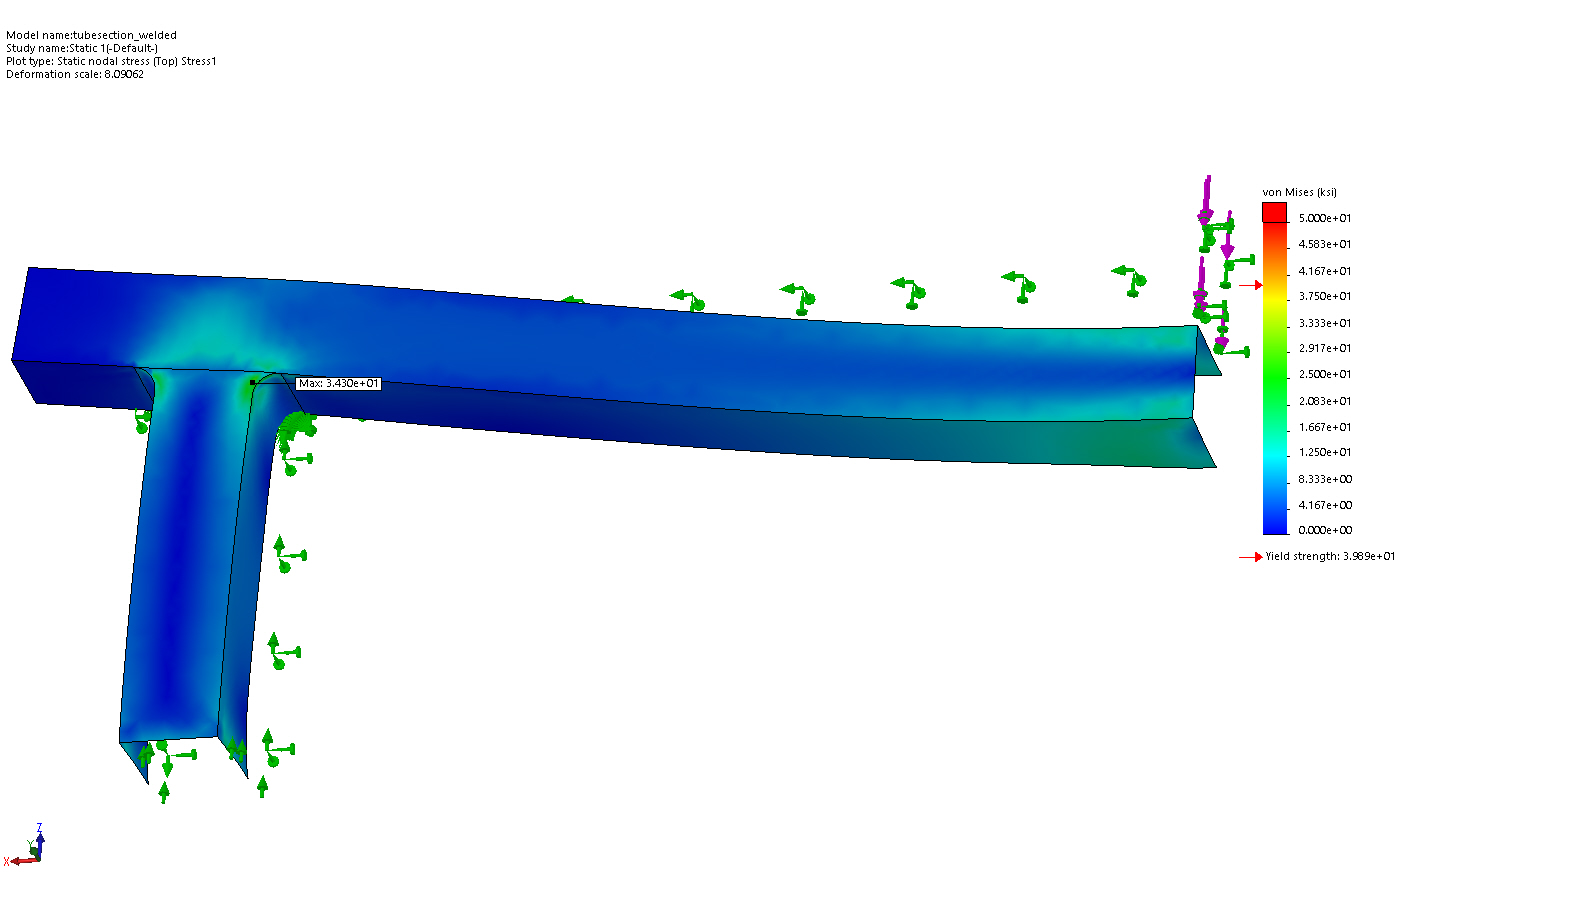 Model name:tubesection_welded
Study name:Static 1(-Default-)
Plot type: Static nodal stress (Top) Stress1
Deformation scale: 8.09062
von Mises (ksi)
5.000e+01
4.583e+01
4.167e+01
3.750e+01
3.333e+01
2.917e+01
2.500e+01
2.083e+01
1.667e+01
1.250e+01
8.333e+00
4.167e+00
0.000e+00
Yield strength: 3.989e+01
Max: 3.430e+01
Z
Y
X